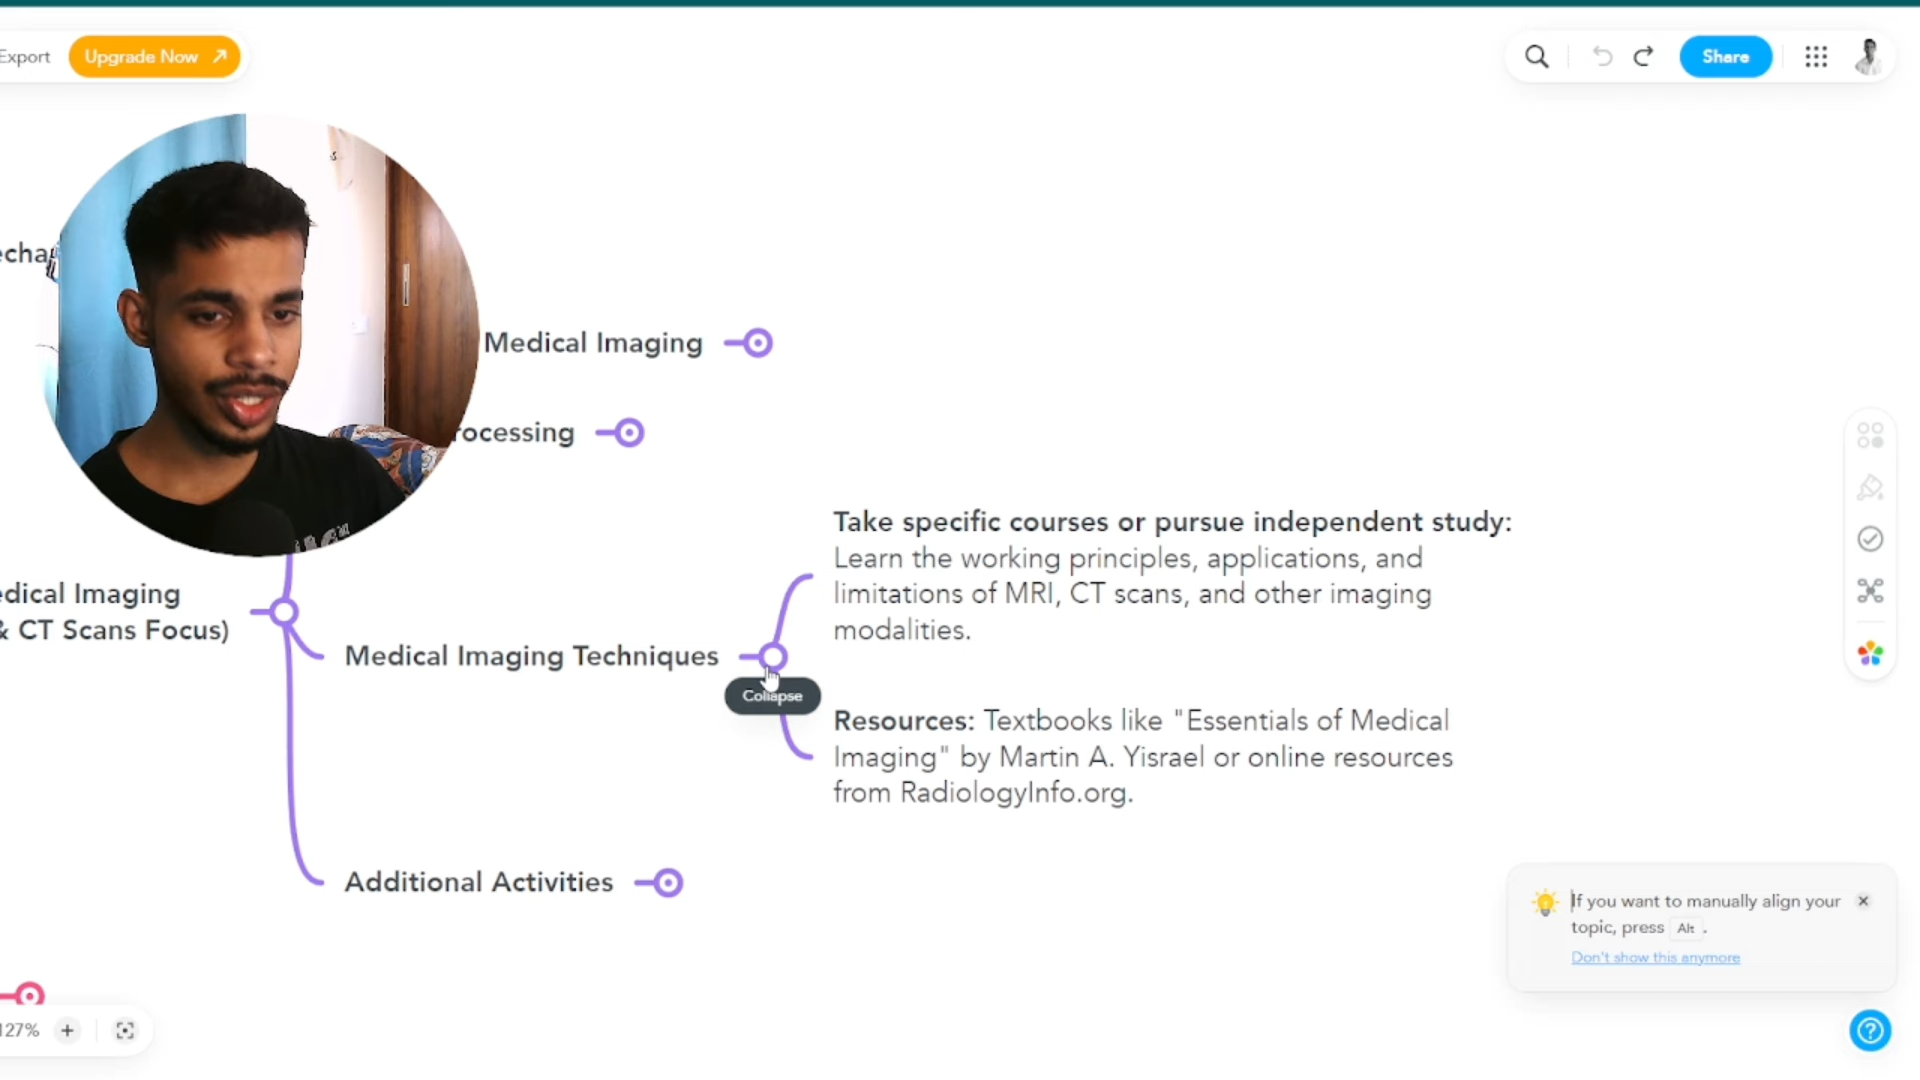 Export
Upgrade Now
Share
Medical Imaging
ocessing
Take specific courses or pursue independent study:
Learn the working principles, applications, and
limitations of MRI, CT scans, and other imaging
modalities.
edical Imaging
& CT Scans Focus)
Medical Imaging Techniques
Collapse
Resources: Textbooks like "Essentials of Medical
Imaging" by Martin A. Yisrael or online resources
from RadiologyInfo.org.
Additional Activities
If you want to manually align your
topic, press Alt .
Don't show this anymore
127%